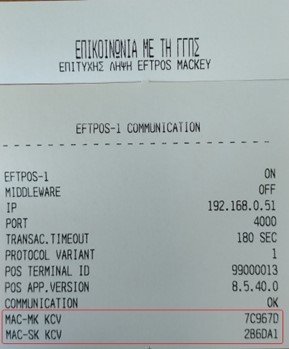 ΕΠΙΚΟΙΝΩΝΙΑ ΜΕ ΤΗ ΓΓΠΣ
ΕΠΙΤΥΧΗΣ ΛΗΨΗ EFTPOS MACKEY
EFTPOS-1 COMMUNICATION
EFTPOS-1 ON
MIDDLEWARE OFF
IP 192.168.0.51
PORT 4000
TRANSAC.TIMEOUT 180 SEC
PROTOCOL VARIANT 1
POS TERMINAL ID 99000013
POS APP.VERSION 8.5.40.0
COMMUNICATION OK
MAC-MK KCV 7C967D
MAC-SK KCV 2B6DA1